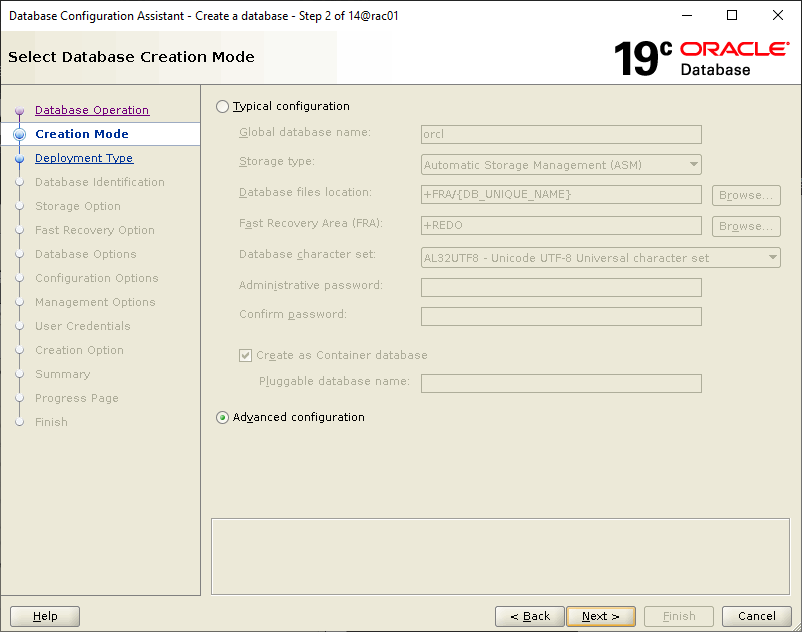 Database Configuration Assistant - Create a database - Step 2 of 14@rac01
Select Database Creation Mode
19c ORACLE
Database
Database Operation
Creation Mode
Deployment Type
Database Identification
Storage Option
Fast Recovery Option
Database Options
Configuration Options
Management Options
User Credentials
Creation Option
Summary
Progress Page
Finish
Typical configuration
Global database name: orcl
Storage type: Automatic Storage Management (ASM)
Database files location: +FRA/{DB_UNIQUE_NAME} Browse...
Fast Recovery Area (FRA): +REDO Browse...
Database character set: AL32UTF8 - Unicode UTF-8 Universal character set
Administrative password:
Confirm password:
Create as Container database
Pluggable database name:
Advanced configuration
Help < Back Next > Finish Cancel